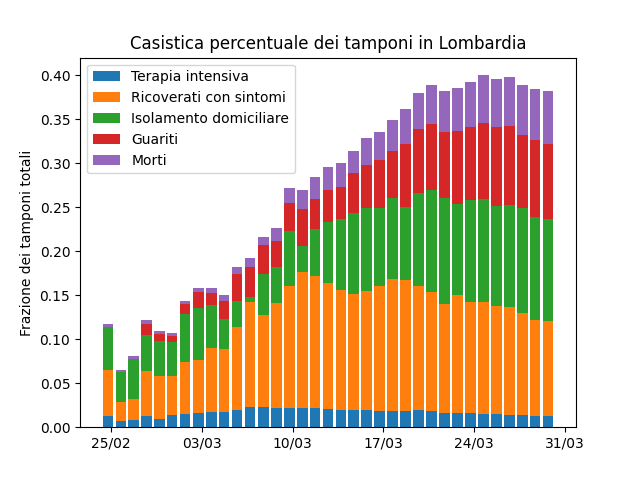 Casistica percentuale dei tamponi in Lombardia
Terapia intensiva
Ricoverati con sintomi
Isolamento domiciliare
Guariti
Morti
Frazione dei tamponi totali
0.40
0.35
0.30
0.25
0.20
0.15
0.10
0.05
0.00
25/02 03/03 10/03 17/03 24/03 31/03